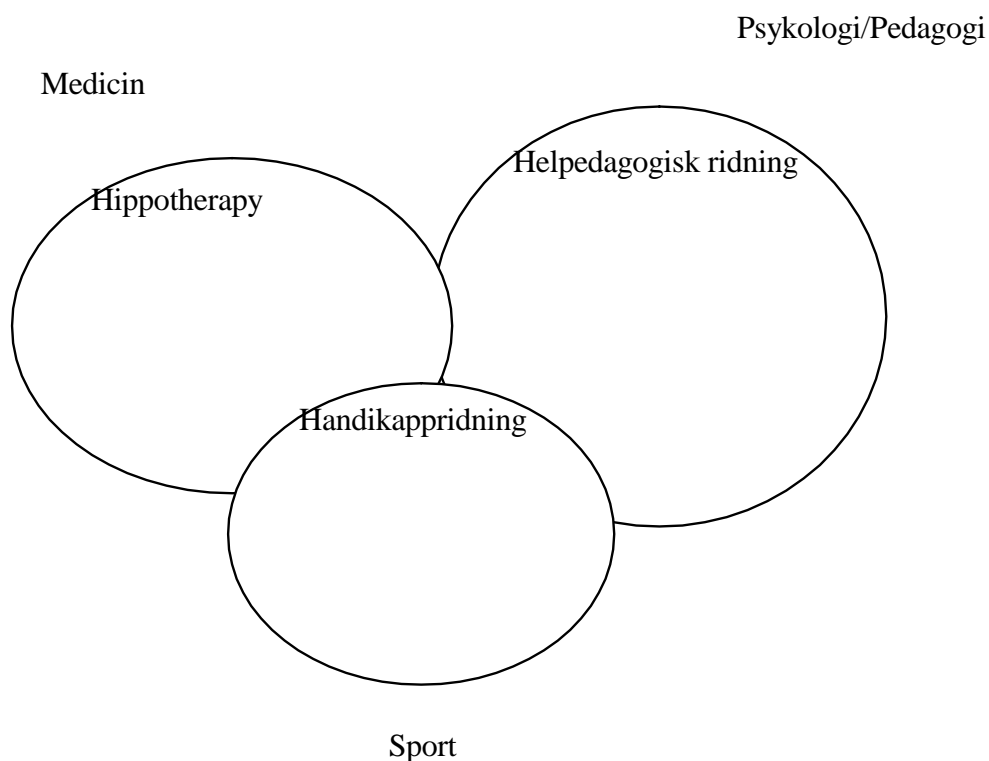 Psykologi/Pedagogi
Medicin
Helpedagogisk ridning
Hippotherapy
Handikappridning
Sport